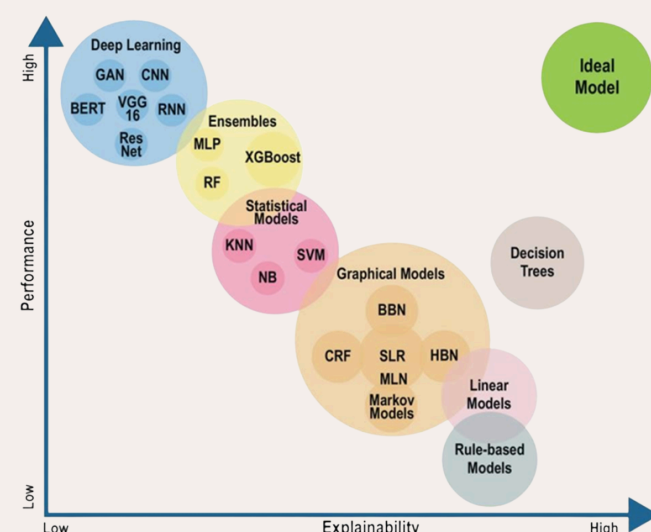 High
Performance
Low
Deep Learning
GAN
CNN
BERT
VGG
16
RNN
Res
Net
Ensembles
MLP
XGBoost
RF
Statistical
Models
KNN
SVM
NB
Graphical Models
BBN
CRF
SLR
HBN
MLN
Markov
Models
Ideal
Model
Decision
Trees
Linear
Models
Rule-based
Models
Low
Explainability
High